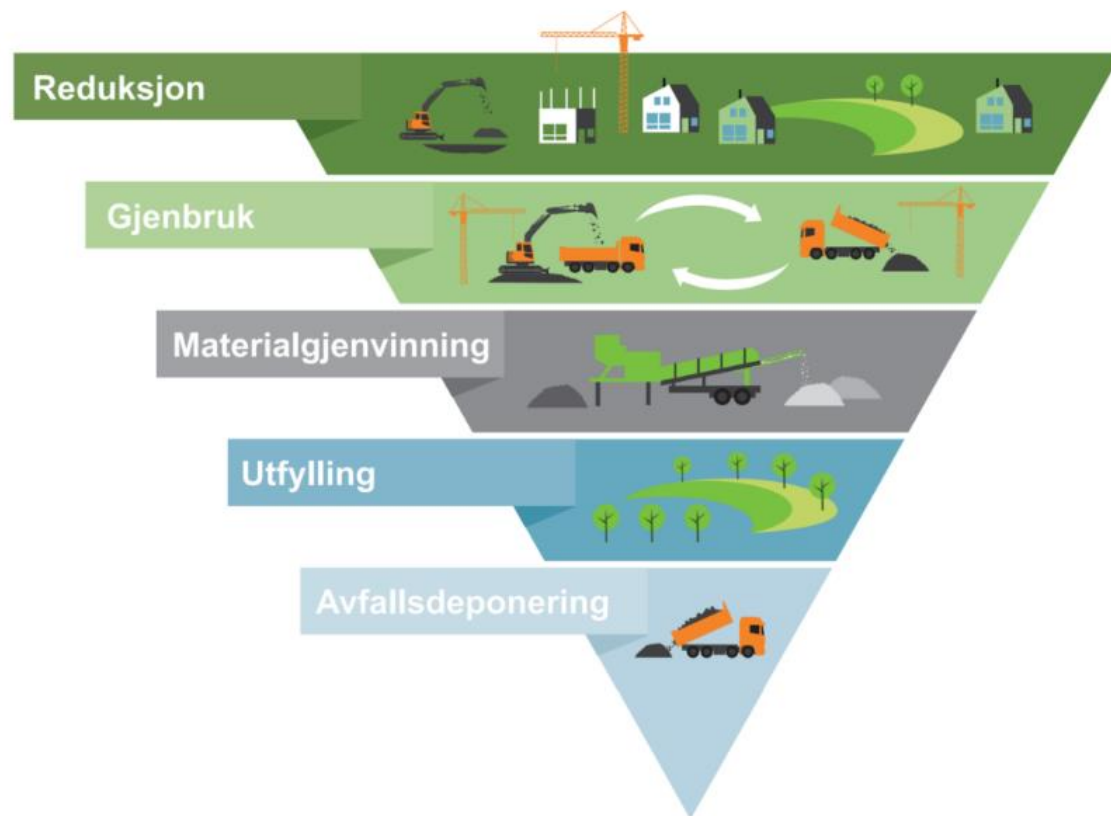 Reduksjon
Gjenbruk
Materialgjenvinning
Utfylling
Avfallsdeponering